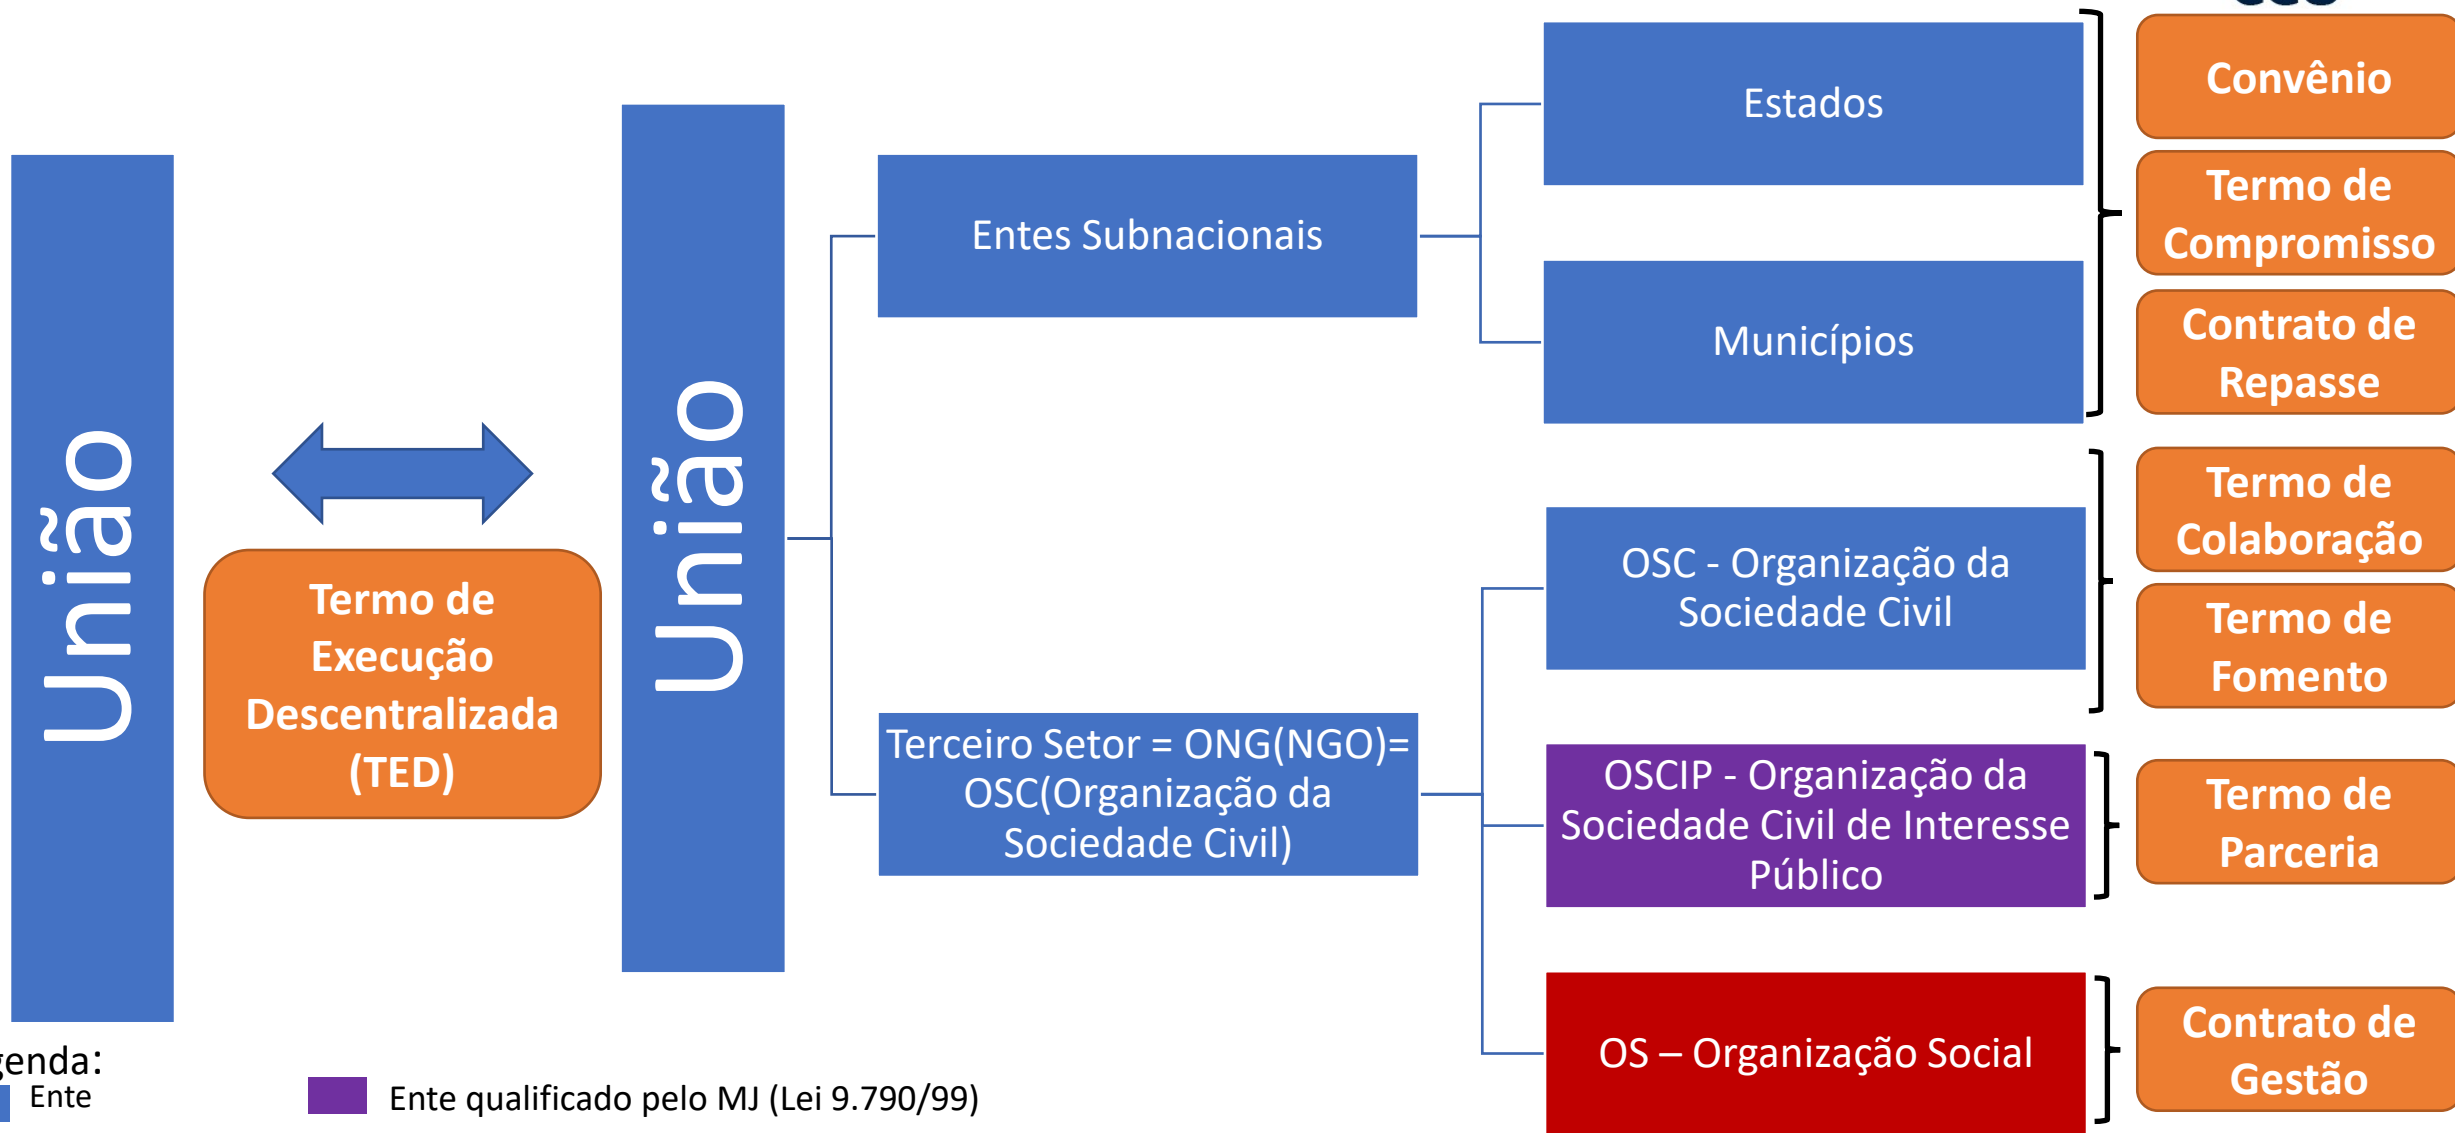 União
Termo de
Execução
Descentralizada
(TED)
União
Entes Subnacionais
Terceiro Setor = ONG(NGO)=
OSC(Organização da
Sociedade Civil)
Estados
Municípios
OSC - Organização da
Sociedade Civil
OSCIP - Organização da
Sociedade Civil de Interesse
Público
OS – Organização Social
Convênio
Termo de
Compromisso
Contrato de
Repasse
Termo de
Colaboração
Termo de
Fomento
Termo de
Parceria
Contrato de
Gestão
genda:
Ente
Ente qualificado pelo MJ (Lei 9.790/99)